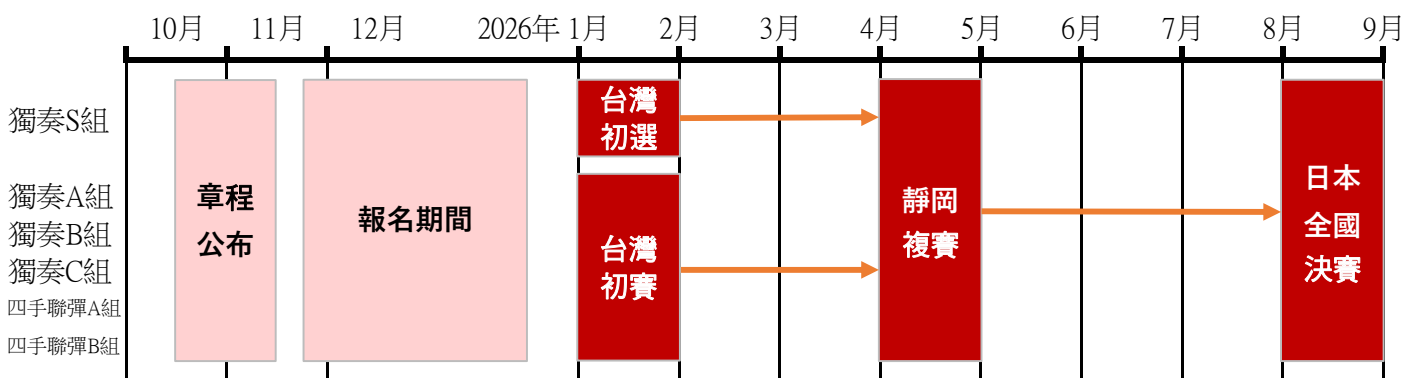 10月 11月 12月 2026年 1月 2月 3月 4月 5月 6月 7月 8月 9月
獨奏S組
獨奏A組
獨奏B組
獨奏C組
四手聯彈A組
四手聯彈B組
章程
公布
報名期間
台灣
初選
台灣
初賽
靜岡
複賽
日本
全國
決賽